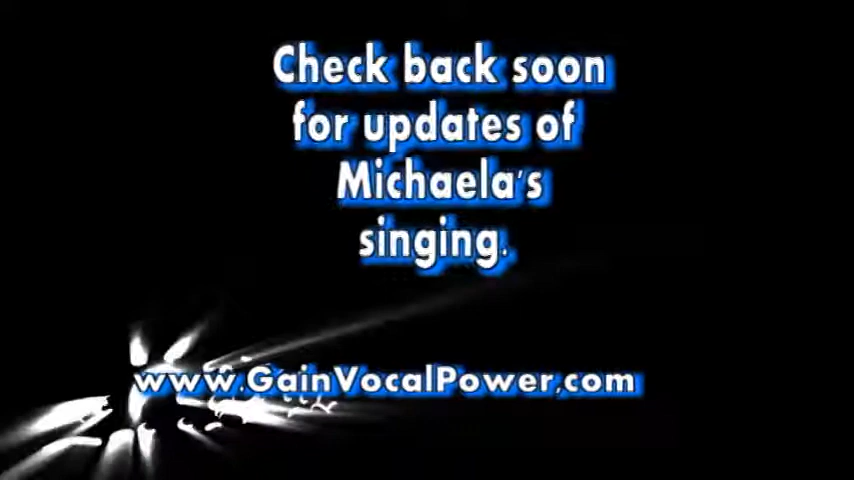 Check back soon
for updates of
Michaela's
singing.
www.GainVocalPower,com